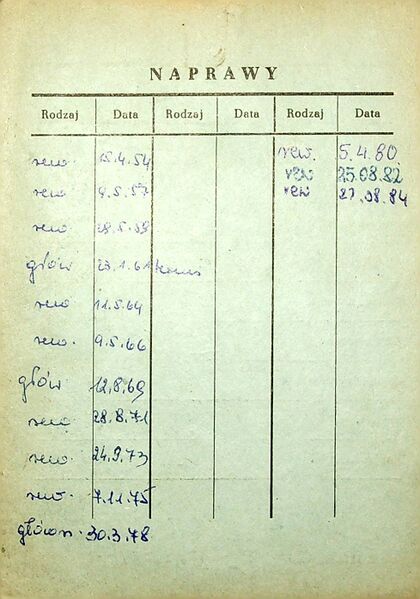 NAPRAWY
Rodzaj Data Rodzaj Data Rodzaj Data
rew. 15.4.54 rew. 5.4.80.
rew 25.08.82
rew 9.5.57 rew 27.08.84
rew 29.5.59
głów 23.1.61
rew 11.5.64
rew. 9.5.66
głów 12.8.69
rew 28.8.71
rew. 24.9.73
rew. 7.11.75
główn. 30.3.78.